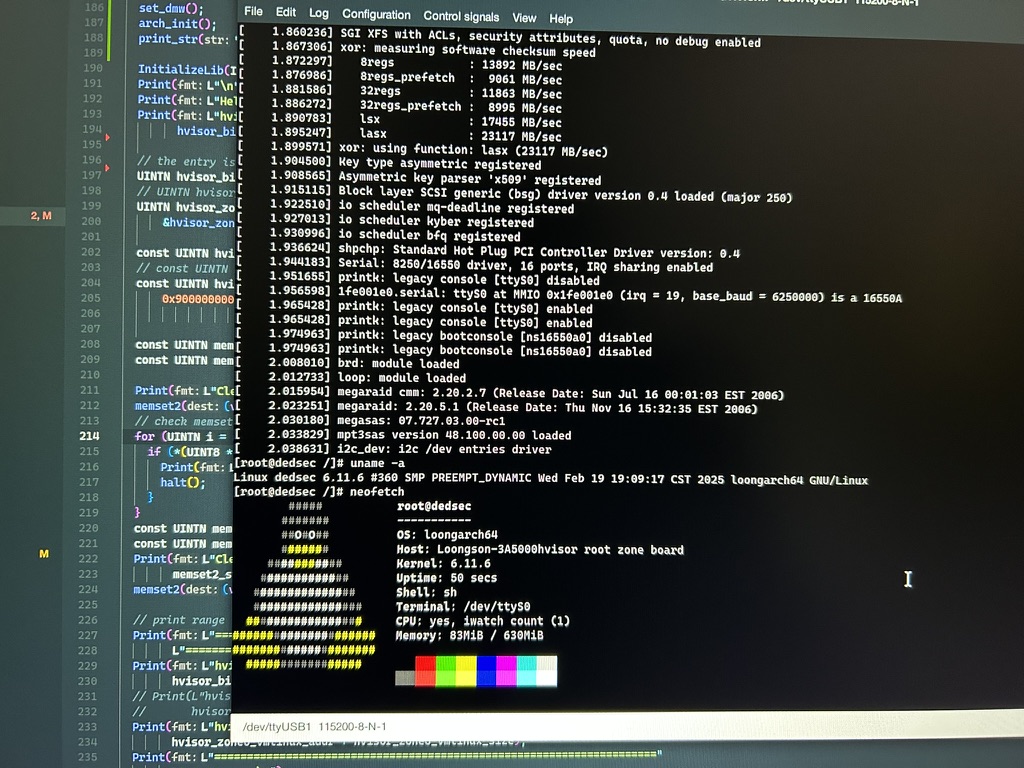 File Edit Log Configuration Control signals View Help
[ 1.860236] SGI XFS with ACLs, security attributes, quota, no debug enabled
[ 1.867306] xor: measuring software checksum speed
[ 1.872297] 8regs : 13892 MB/sec
[ 1.876986] 8regs_prefetch : 9061 MB/sec
[ 1.881586] 32regs : 11863 MB/sec
[ 1.886272] 32regs_prefetch : 8995 MB/sec
[ 1.890783] lsx : 17455 MB/sec
[ 1.895247] lasx : 23117 MB/sec
[ 1.899571] xor: using function: lasx (23117 MB/sec)
[ 1.904500] Key type asymmetric registered
[ 1.908565] Asymmetric key parser 'x509' registered
[ 1.915115] Block layer SCSI generic (bsg) driver version 0.4 loaded (major 250)
[ 1.922510] io scheduler mq-deadline registered
[ 1.927013] io scheduler kyber registered
[ 1.930996] io scheduler bfq registered
[ 1.936624] shpchp: Standard Hot Plug PCI Controller Driver version: 0.4
[ 1.944183] Serial: 8250/16550 driver, 16 ports, IRQ sharing enabled
[ 1.951655] printk: legacy console [ttyS0] disabled
[ 1.956598] 1fe001e0.serial: ttyS0 at MMIO 0x1fe001e0 (irq = 19, base_baud = 6250000) is a 16550A
[ 1.965428] printk: legacy console [ttyS0] enabled
[ 1.965428] printk: legacy console [ttyS0] enabled
[ 1.974963] printk: legacy bootconsole [ns16550a0] disabled
[ 1.974963] printk: legacy bootconsole [ns16550a0] disabled
[ 2.008010] brd: module loaded
[ 2.012733] loop: module loaded
[ 2.015954] megaraid cmm: 2.20.2.7 (Release Date: Sun Jul 16 00:01:03 EST 2006)
[ 2.023251] megaraid: 2.20.5.1 (Release Date: Thu Nov 16 15:32:35 EST 2006)
[ 2.030180] megasas: 07.727.03.00-rc1
[ 2.033829] mpt3sas version 48.100.00.00 loaded
[ 2.038631] i2c_dev: i2c /dev entries driver
[root@dedsec /]# uname -a
Linux dedsec 6.11.6 #360 SMP PREEMPT_DYNAMIC Wed Feb 19 19:09:17 CST 2025 loongarch64 GNU/Linux
[root@dedsec /]# neofetch
root@dedsec
-----------
OS: loongarch64
Host: Loongson-3A5000hvisor root zone board
Kernel: 6.11.6
Uptime: 50 secs
Shell: sh
Terminal: /dev/ttyS0
CPU: yes, iwatch count (1)
Memory: 83MiB / 630MiB
/dev/ttyUSB1 115200-8-N-1
186 set_dmw();
187 arch_init();
188 print_str(str:
189
190 InitializeLib(I
191 Print(fmt: L"\n
192 Print(fmt: L"He
193 Print(fmt: L"hv
194 hvisor_bi
195
196 // the entry is
197 UINTN hvisor_bi
198 // UINTN hvisor
199 UINTN hvisor_zo
200 &hvisor_zon
201
202 const UINTN hvi
203 // const UINTN
204 const UINTN hvi
205 0x900000000
206
207
208 const UINTN mem
209 const UINTN mem
210
211 Print(fmt: L"Cle
212 memset2(dest: (v
213 // check memset
214 for (UINTN i =
215 if (*(UINT8 *
216 Print(fmt: L
217 halt();
218 }
219 }
220 const UINTN mem
221 const UINTN mem
222 Print(fmt: L"Cle
223 memset2_s
224 memset2(dest: (v
225
226 // print range
227 Print(fmt: L"==
228 L"=======
229 Print(fmt: L"hvi
230 hvisor_bi
231 // Print(L"hvis
232 // hvisor
233 Print(fmt: L"hv
234
235 Print(fmt: L"
2, M
M